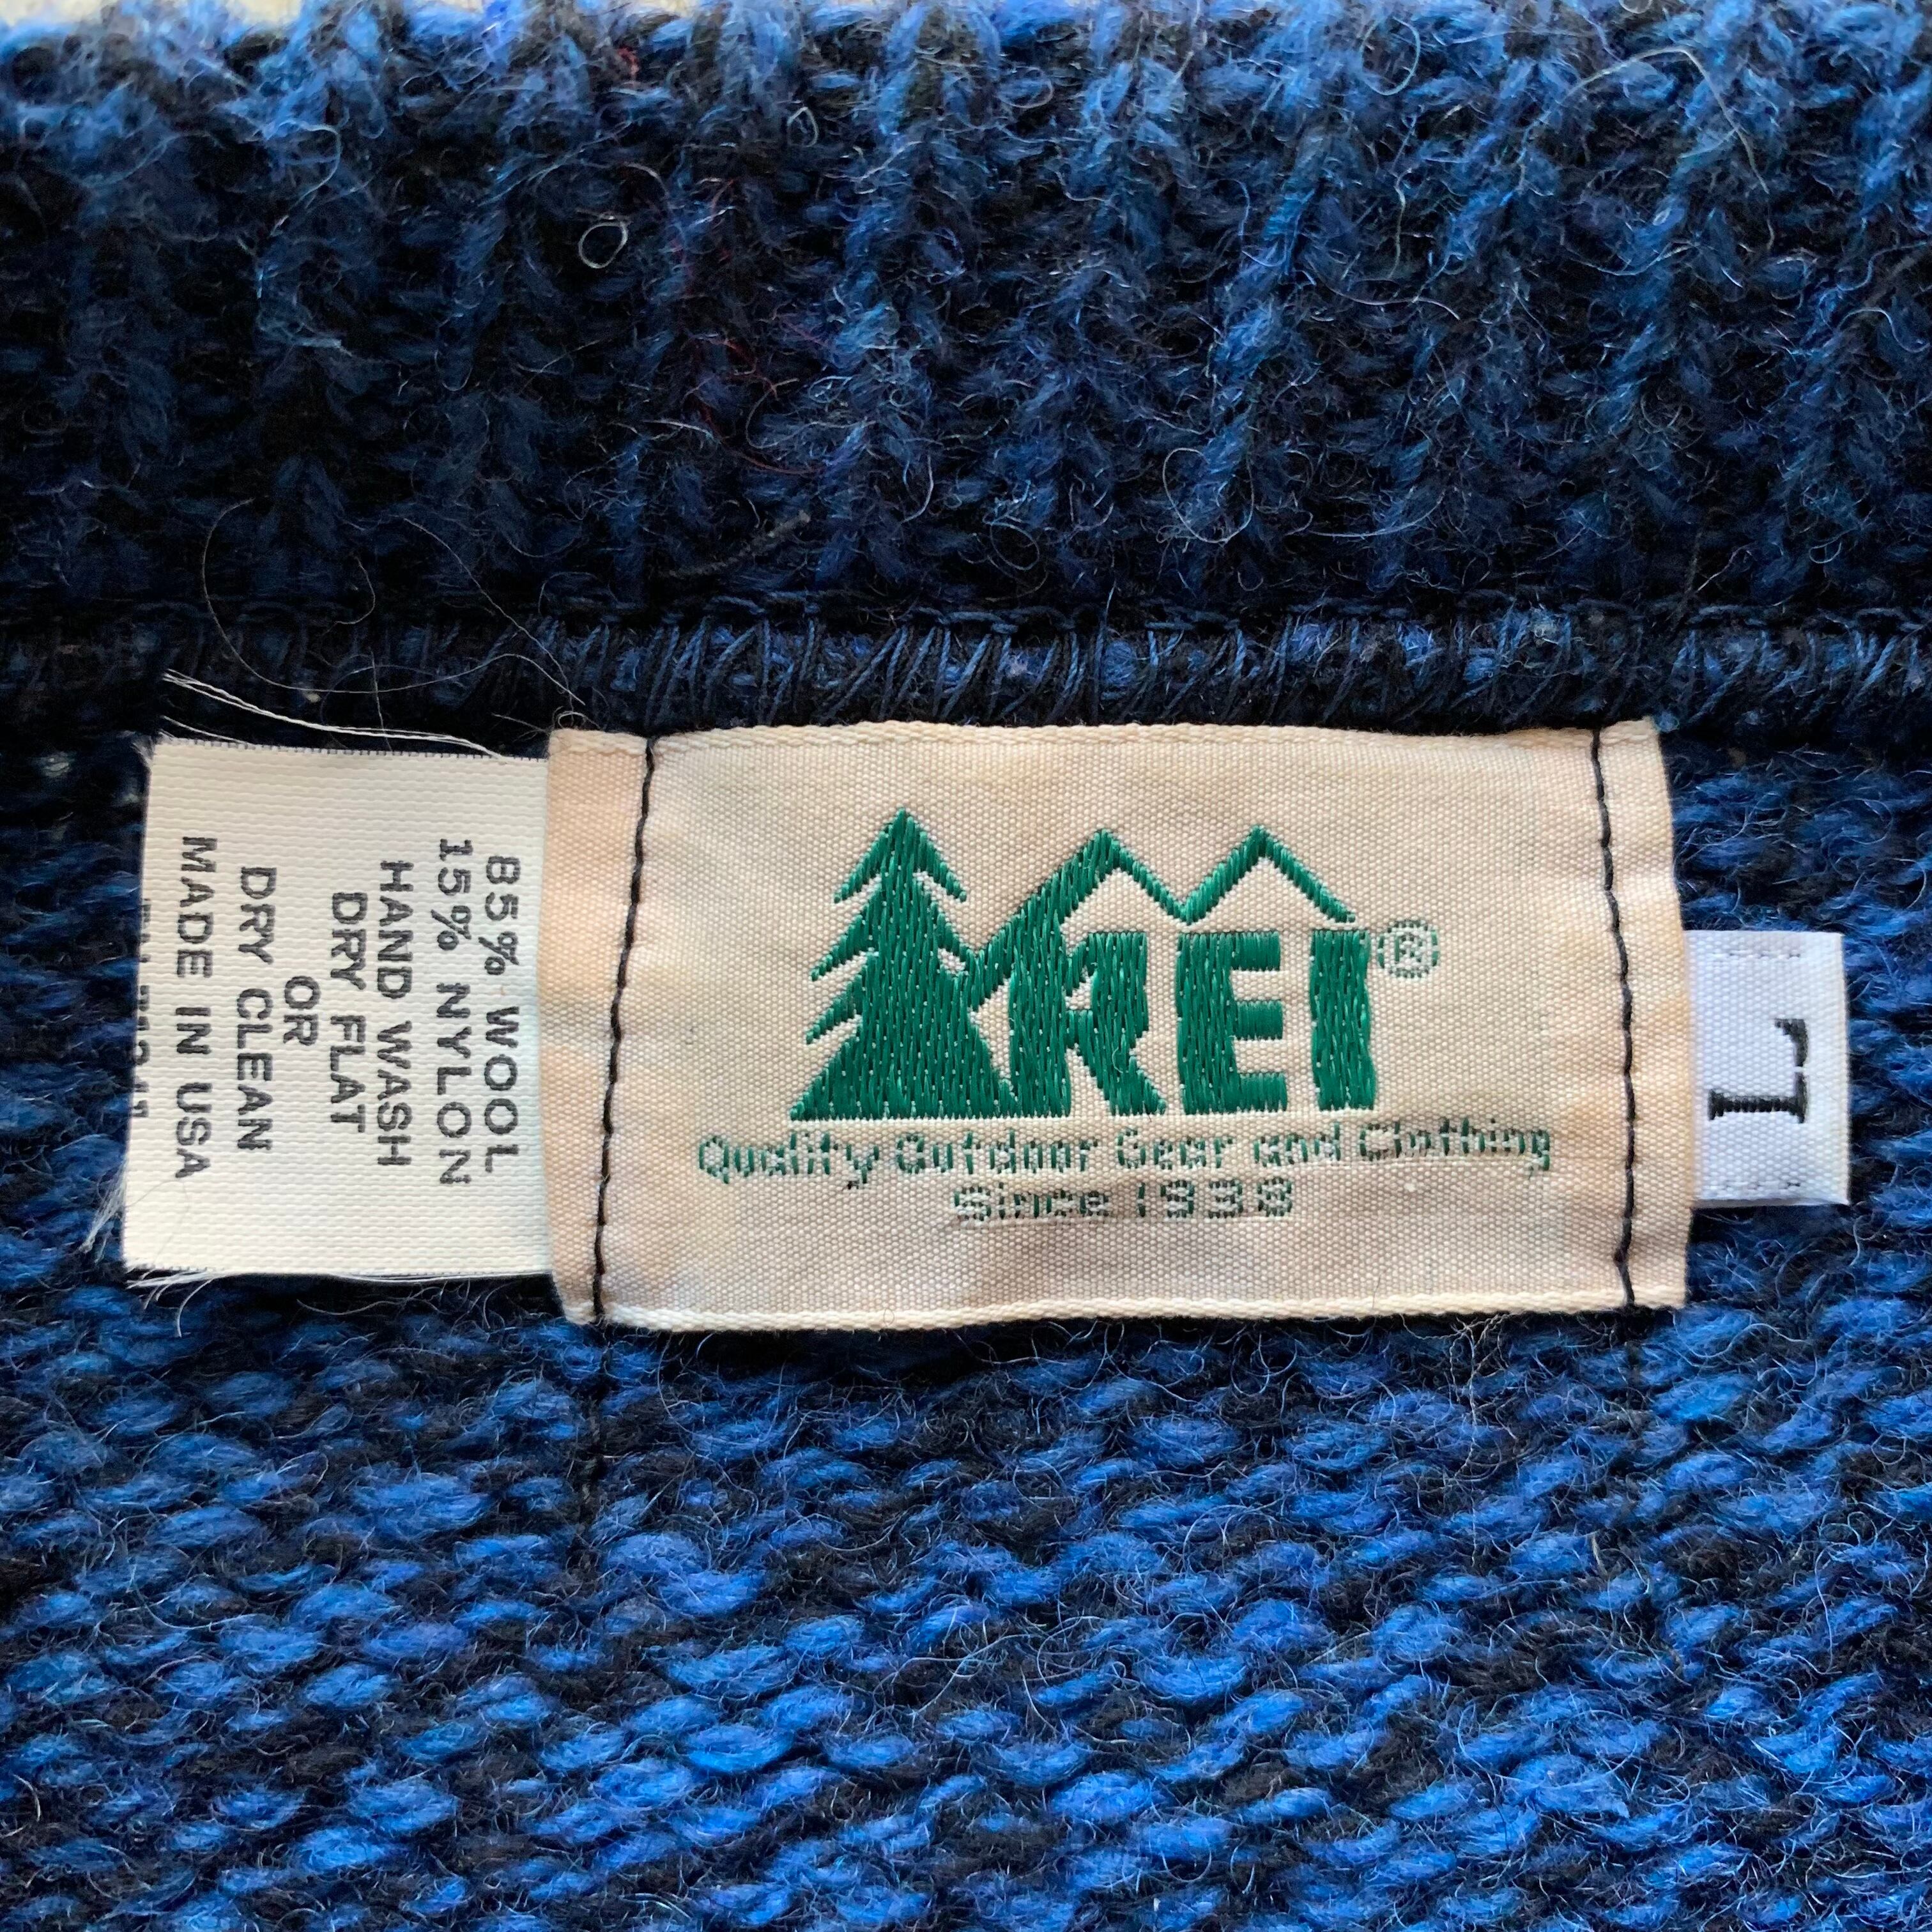 85% WOOL
15% NYLON
HAND WASH
DRY FLAT
OR
DRY CLEAN
MADE IN USA
REI®
Quality Outdoor Gear and Clothing
Since 1938
L